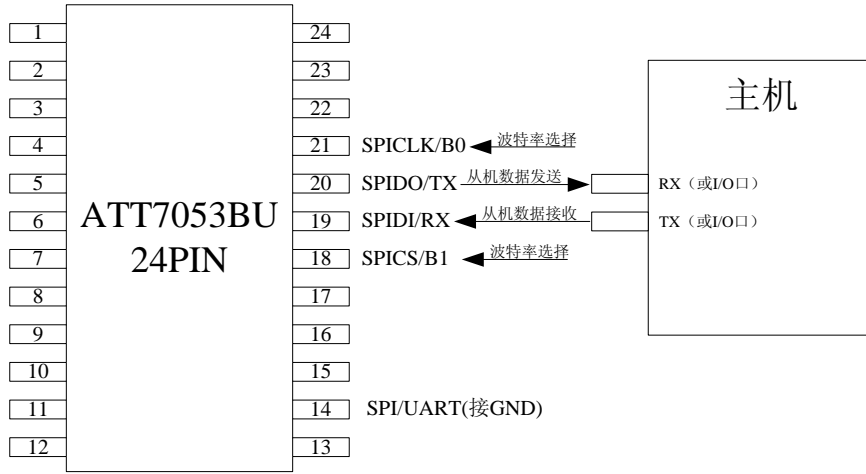 1 24
2 23
3 22
主机
4 21 SPICLK/B0 波特率选择
5 20 SPIDO/TX 从机数据发送 RX（或I/O口）
6 ATT7053BU 19 SPIDI/RX 从机数据接收 TX（或I/O口）
7 24PIN 18 SPICS/B1 波特率选择
8 17
9 16
10 15
11 14 SPI/UART(接GND)
12 13